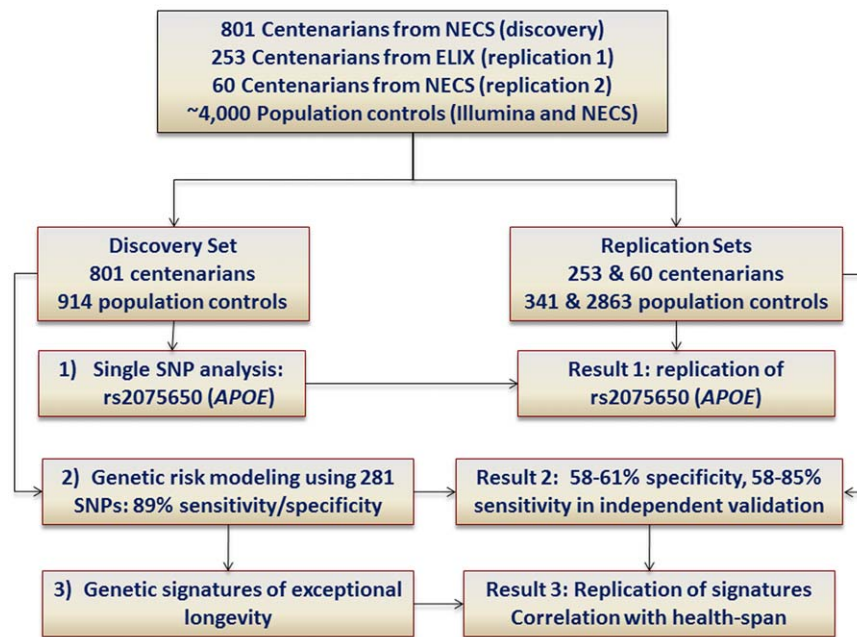 801 Centenarians from NECS (discovery)
253 Centenarians from ELIX (replication 1)
60 Centenarians from NECS (replication 2)
~4,000 Population controls (Illumina and NECS)
Discovery Set
801 centenarians
914 population controls
Replication Sets
253 & 60 centenarians
341 & 2863 population controls
1) Single SNP analysis:
rs2075650 (APOE)
Result 1: replication of
rs2075650 (APOE)
2) Genetic risk modeling using 281
SNPs: 89% sensitivity/specificity
Result 2: 58-61% specificity, 58-85%
sensitivity in independent validation
3) Genetic signatures of exceptional
longevity
Result 3: Replication of signatures
Correlation with health-span